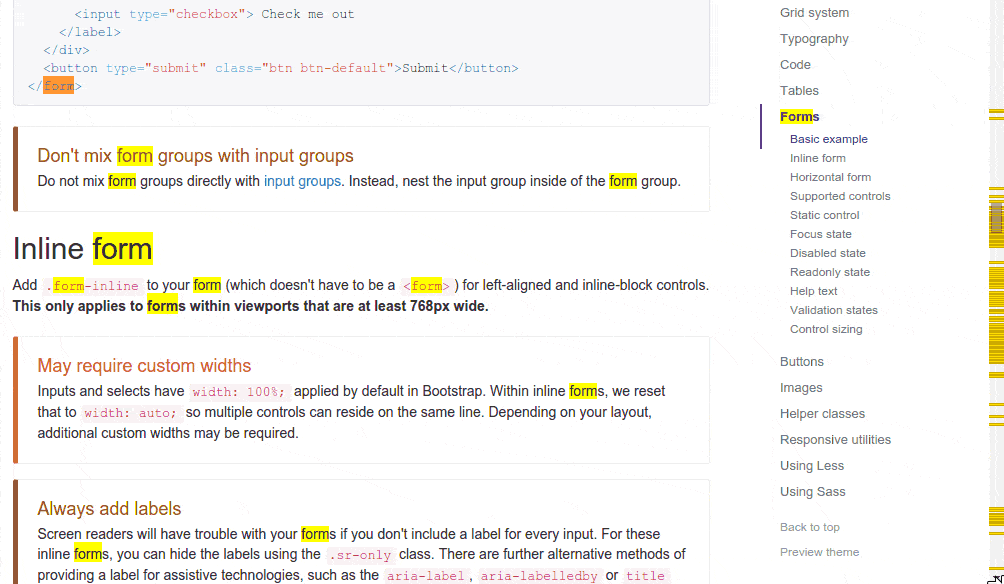 <input type="checkbox"> Check me out
</label>
</div>
<button type="submit" class="btn btn-default">Submit</button>
</form>
Don't mix form groups with input groups
Do not mix form groups directly with input groups. Instead, nest the input group inside of the form group.
Inline form
Add .form-inline to your form (which doesn't have to be a <form>) for left-aligned and inline-block controls.
This only applies to forms within viewports that are at least 768px wide.
May require custom widths
Inputs and selects have width: 100%; applied by default in Bootstrap. Within inline forms, we reset
that to width: auto; so multiple controls can reside on the same line. Depending on your layout,
additional custom widths may be required.
Always add labels
Screen readers will have trouble with your forms if you don't include a label for every input. For these
inline forms, you can hide the labels using the .sr-only class. There are further alternative methods of
providing a label for assistive technologies, such as the aria-label, aria-labelledby or title
Grid system
Typography
Code
Tables
Forms
Basic example
Inline form
Horizontal form
Supported controls
Static control
Focus state
Disabled state
Readonly state
Help text
Validation states
Control sizing
Buttons
Images
Helper classes
Responsive utilities
Using Less
Using Sass
Back to top
Preview theme